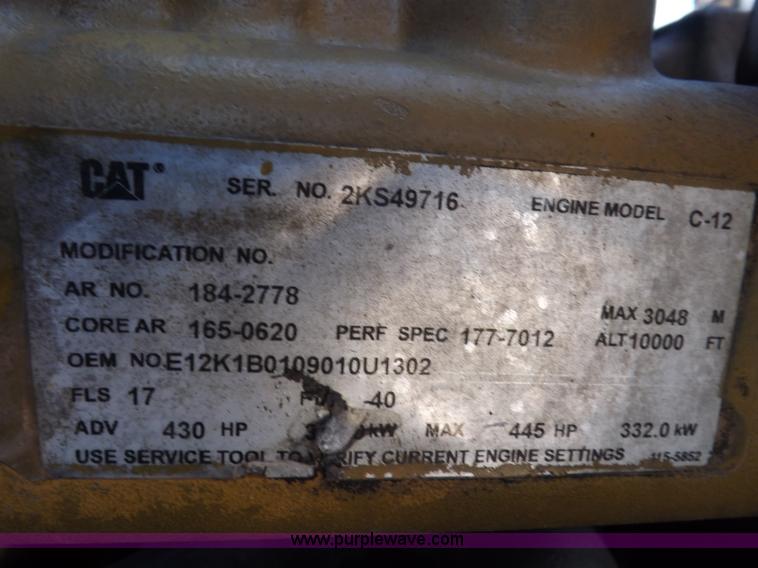 CAT® SER. NO. 2KS49716 ENGINE MODEL C-12
MODIFICATION NO.
AR NO. 184-2778 MAX 3048 M
CORE AR 165-0620 PERF SPEC 177-7012 ALT 10000 FT
OEM NO. E12K1B0109010U1302
FLS 17 -40
ADV 430 HP kW MAX 445 HP 332.0 kW
USE SERVICE TOOL TO CURRENT ENGINE SETTINGS 115-5852
www.purplewave.com